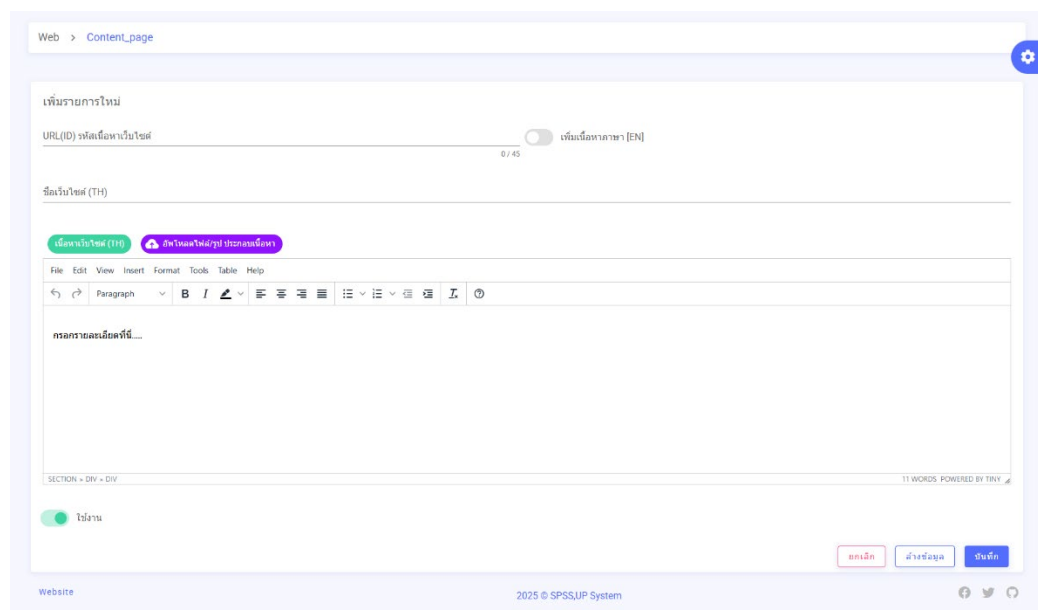 Web > Content_page
เพิ่มรายการใหม่
URL(ID) รหัสเนื้อหาเว็บไซต์
เพิ่มเนื้อหาภาษา [EN]
0 / 45
ชื่อเว็บไซต์ (TH)
เนื้อหาเว็บไซต์ (TH) อัพโหลดไฟล์/รูป ประกอบเนื้อหา
File Edit View Insert Format Tools Table Help
Paragraph B I
กรอกรายละเอียดที่นี่.....
SECTION » DIV » DIV 11 WORDS POWERED BY TINY
ใช้งาน
ยกเลิก ล้างข้อมูล บันทึก
Website 2025 © SPSS,UP System